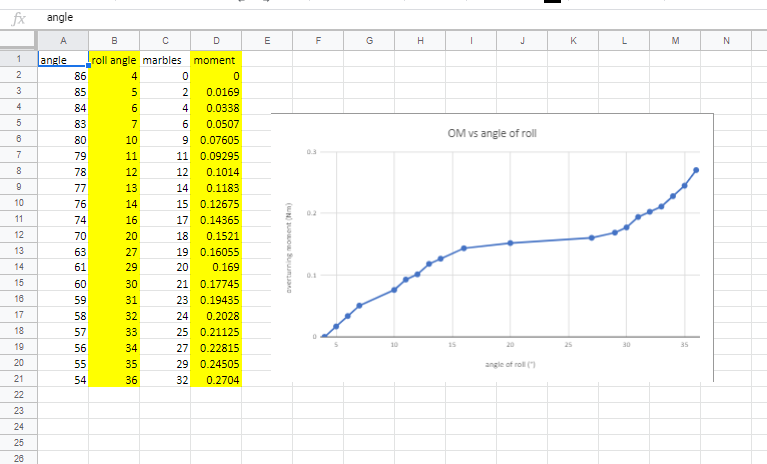 fx angle
A B C D E F G H I J K L M N
1 angle roll angle marbles moment
2 86 4 0 0
3 85 5 2 0.0169
4 84 6 4 0.0338
5 83 7 6 0.0507
6 80 10 9 0.07605
7 79 11 11 0.09295
8 78 12 12 0.1014
9 77 13 14 0.1183
10 76 14 15 0.12675
11 74 16 17 0.14365
12 70 20 18 0.1521
13 63 27 19 0.16055
14 61 29 20 0.169
15 60 30 21 0.17745
16 59 31 23 0.19435
17 58 32 24 0.2028
18 57 33 25 0.21125
19 56 34 27 0.22815
20 55 35 29 0.24505
21 54 36 32 0.2704
22
23
24
25
26
OM vs angle of roll
overturning moment (Nm)
0.3
0.2
0.1
0
5 10 15 20 25 30 35
angle of roll (°)